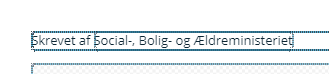 Skrevet af Social-, Bolig- og Ældreministeriet